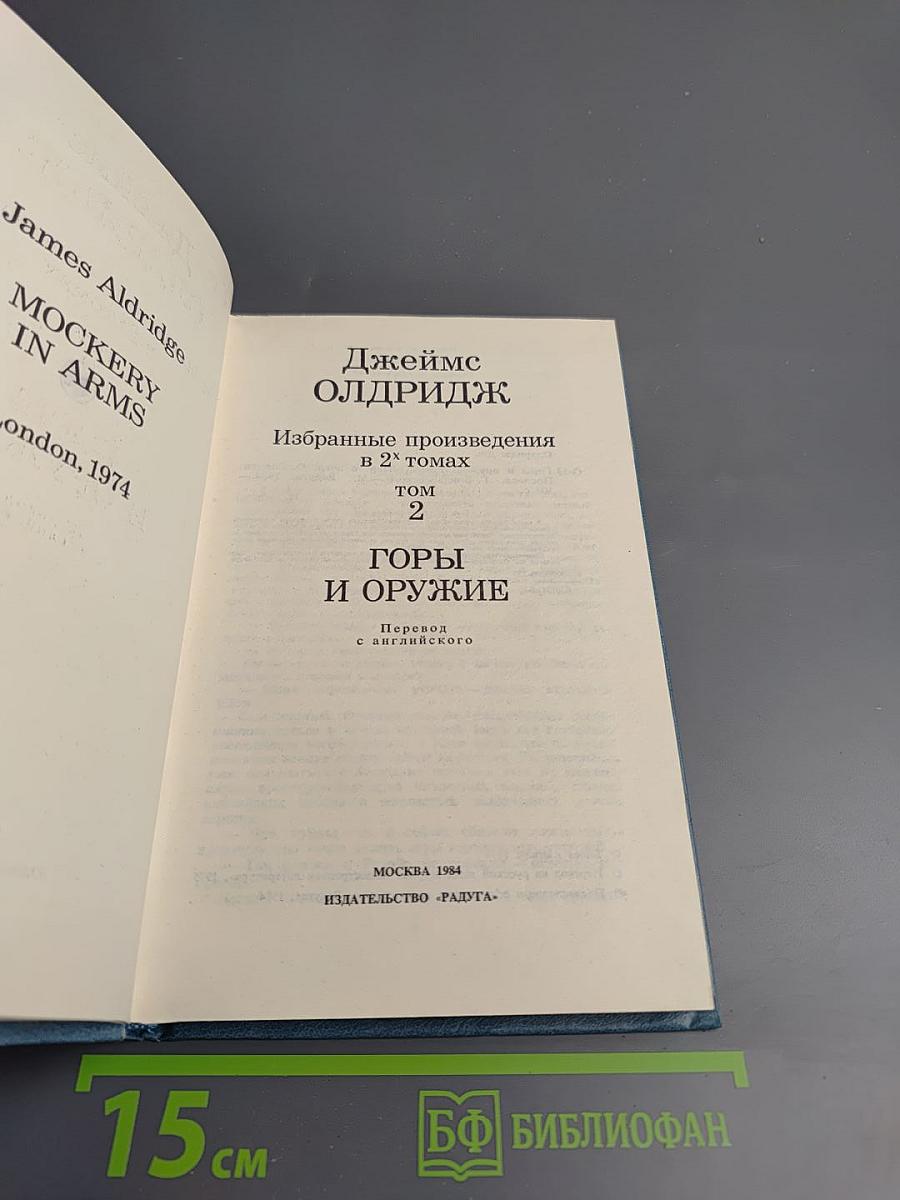 James Aldridge
MOCKERY
IN ARMS
London, 1974
Джеймс
ОЛДРИДЖ
Избранные произведения
в 2х томах
том
2
ГОРЫ
И ОРУЖИЕ
Перевод
с английского
МОСКВА 1984
ИЗДАТЕЛЬСТВО «РАДУГА»
15 см
БФ БИБЛИОФАН